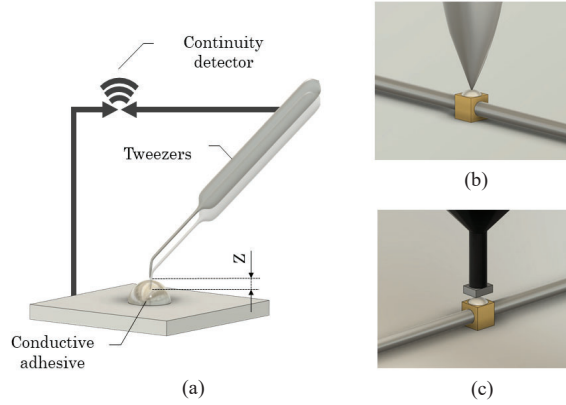 Continuity
detector
Tweezers
Z
Conductive
adhesive
(a)
(b)
(c)